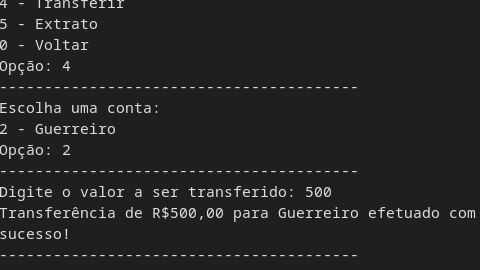 4 - Transferir
5 - Extrato
0 - Voltar
Opção: 4
----------------------------------------
Escolha uma conta:
2 - Guerreiro
Opção: 2
----------------------------------------
Digite o valor a ser transferido: 500
Transferência de R$500,00 para Guerreiro efetuado com
sucesso!
----------------------------------------